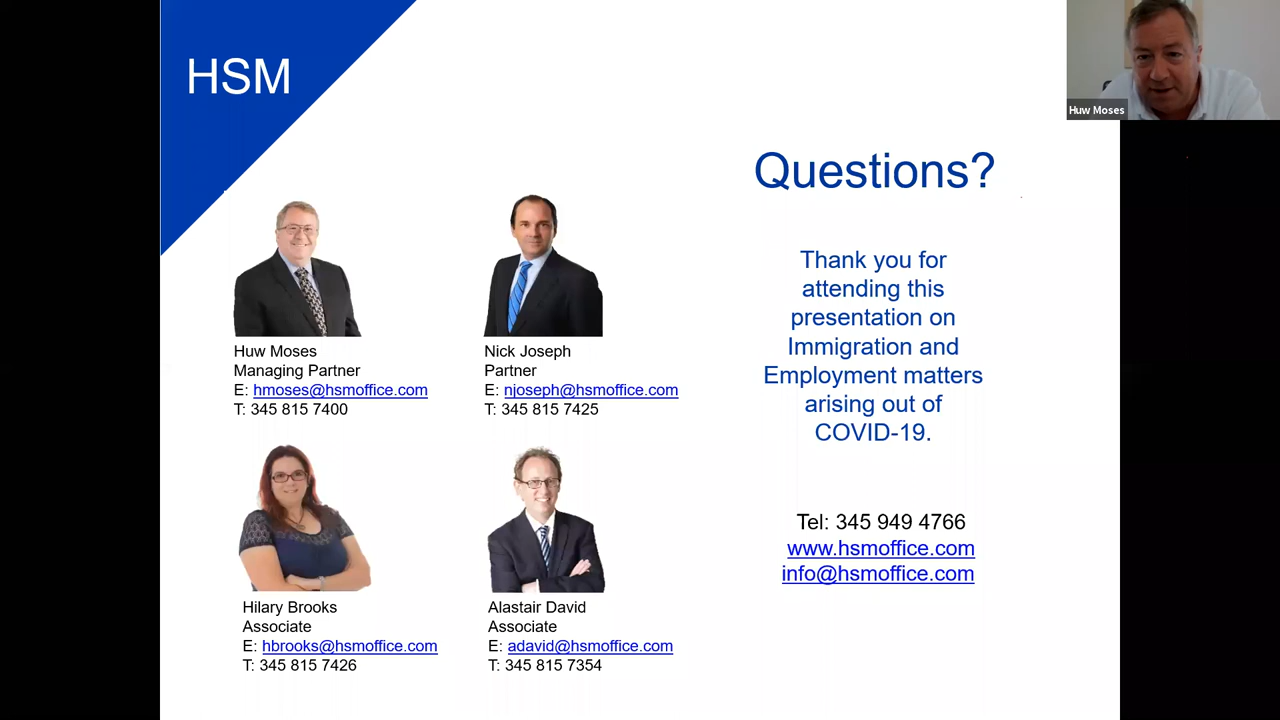 HSM
Huw Moses
Questions?
Huw Moses
Managing Partner
E: hmoses@hsmoffice.com
T: 345 815 7400
Nick Joseph
Partner
E: njoseph@hsmoffice.com
T: 345 815 7425
Hilary Brooks
Associate
E: hbrooks@hsmoffice.com
T: 345 815 7426
Alastair David
Associate
E: adavid@hsmoffice.com
T: 345 815 7354
Thank you for
attending this
presentation on
Immigration and
Employment matters
arising out of
COVID-19.
Tel: 345 949 4766
www.hsmoffice.com
info@hsmoffice.com